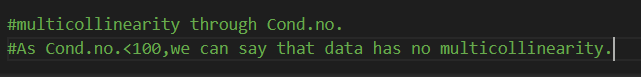 #multicollinearity through Cond.no.
#As Cond.no.<100,we can say that data has no multicollinearity.